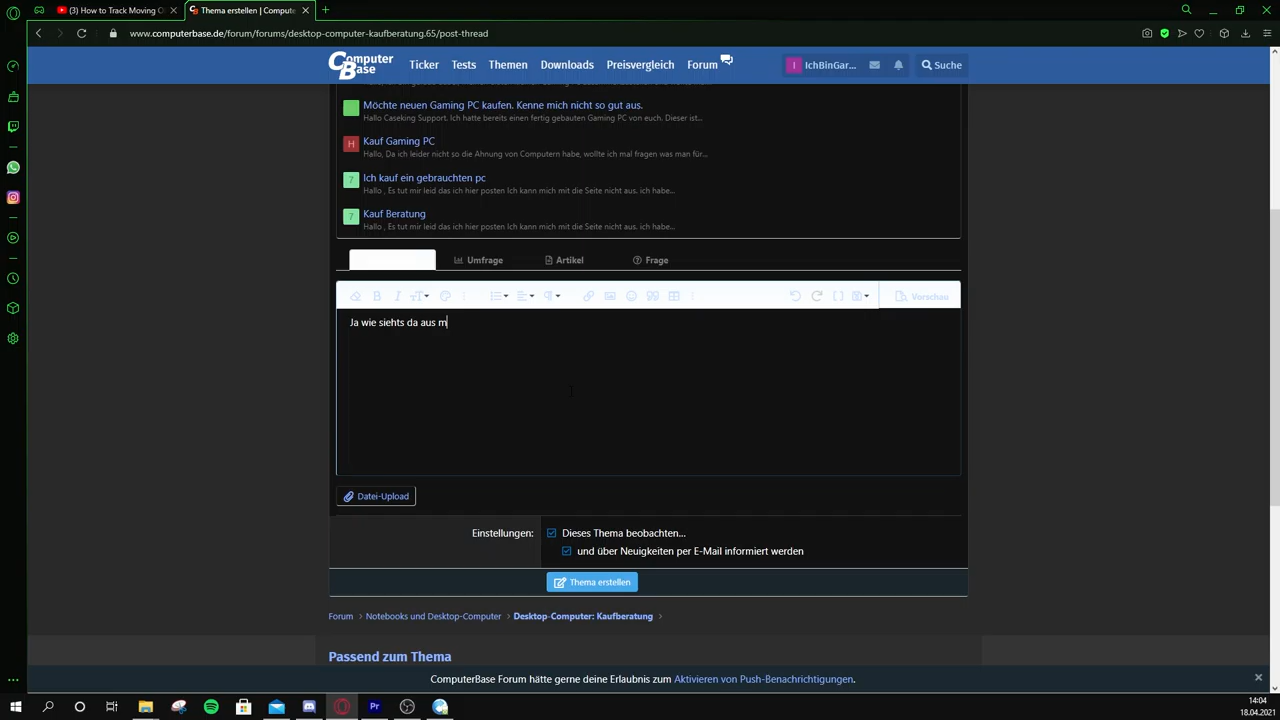 (3) How to Track Moving O
Thema erstellen | Compute
www.computerbase.de/forum/forums/desktop-computer-kaufberatung.65/post-thread
ComputerBase
Ticker
Tests
Themen
Downloads
Preisvergleich
Forum
I
IchBinGar...
Suche
Möchte neuen Gaming PC kaufen. Kenne mich nicht so gut aus.
Hallo Caseking Support. Ich hatte bereits einen fertig gebauten Gaming PC von euch. Dieser ist...
H
Kauf Gaming PC
Hallo, Da ich leider nicht so die Ahnung von Computern habe, wollte ich mal fragen was man für...
7
Ich kauf ein gebrauchten pc
Hallo , Es tut mir leid das ich hier posten Ich kann mich mit die Seite nicht aus. ich habe...
7
Kauf Beratung
Hallo , Es tut mir leid das ich hier posten Ich kann mich mit die Seite nicht aus. ich habe...
Umfrage
Artikel
Frage
Vorschau
Ja wie siehts da aus m
Datei-Upload
Einstellungen:
Dieses Thema beobachten...
und über Neuigkeiten per E-Mail informiert werden
Thema erstellen
Forum > Notebooks und Desktop-Computer > Desktop-Computer: Kaufberatung >
Passend zum Thema
ComputerBase Forum hätte gerne deine Erlaubnis zum Aktivieren von Push-Benachrichtigungen.
Pr
14:04
18.04.2021